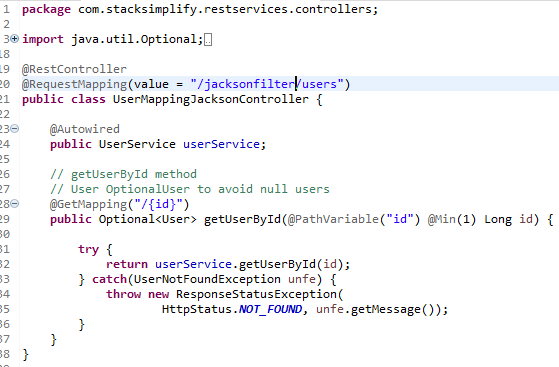 1 package com.stacksimplify.restservices.controllers;
2
3 import java.util.Optional;
18
19 @RestController
20 @RequestMapping(value = "/jacksonfilter/users")
21 public class UserMappingJacksonController {
22
23 @Autowired
24 public UserService userService;
25
26 // getUserById method
27 // User OptionalUser to avoid null users
28 @GetMapping("/{id}")
29 public Optional<User> getUserById(@PathVariable("id") @Min(1) Long id) {
30
31 try {
32 return userService.getUserById(id);
33 } catch(UserNotFoundException unfe) {
34 throw new ResponseStatusException(
35 HttpStatus.NOT_FOUND, unfe.getMessage());
36 }
37 }
38 }